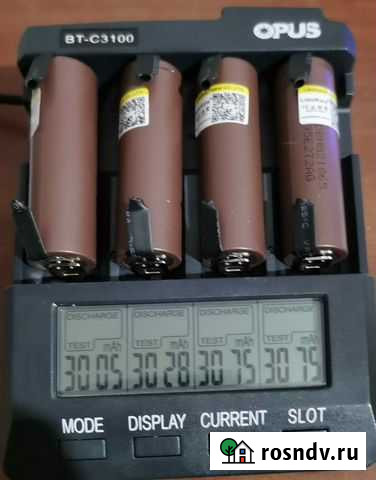 BT-C3100 OPUS
DISCHARGE DISCHARGE DISCHARGE DISCHARGE
TEST mAh TEST mAh TEST mAh TEST mAh
3005 3028 3075 3075
MODE DISPLAY CURRENT SLOT
rosndv.ru